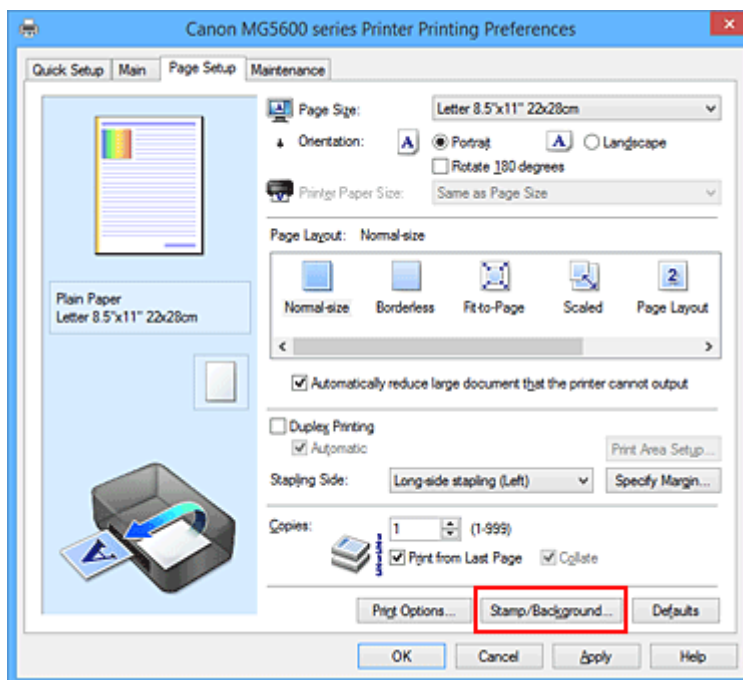 Canon MG5600 series Printer Printing Preferences
Quick Setup Main Page Setup Maintenance
Page Size: Letter 8.5"x11" 22x28cm
Orientation: A Portrait A Landscape
Rotate 180 degrees
Printer Paper Size: Same as Page Size
Page Layout: Normal-size
2
Normal-size Borderless Fit-to-Page Scaled Page Layout
Plain Paper
Letter 8.5"x11" 22x28cm
Automatically reduce large document that the printer cannot output
Duplex Printing
Automatic
Print Area Setup...
Stapling Side: Long-side stapling (Left) Specify Margin...
Copies: 1 (1-999)
Print from Last Page Collate
A
Print Options... Stamp/Background... Defaults
OK Cancel Apply Help